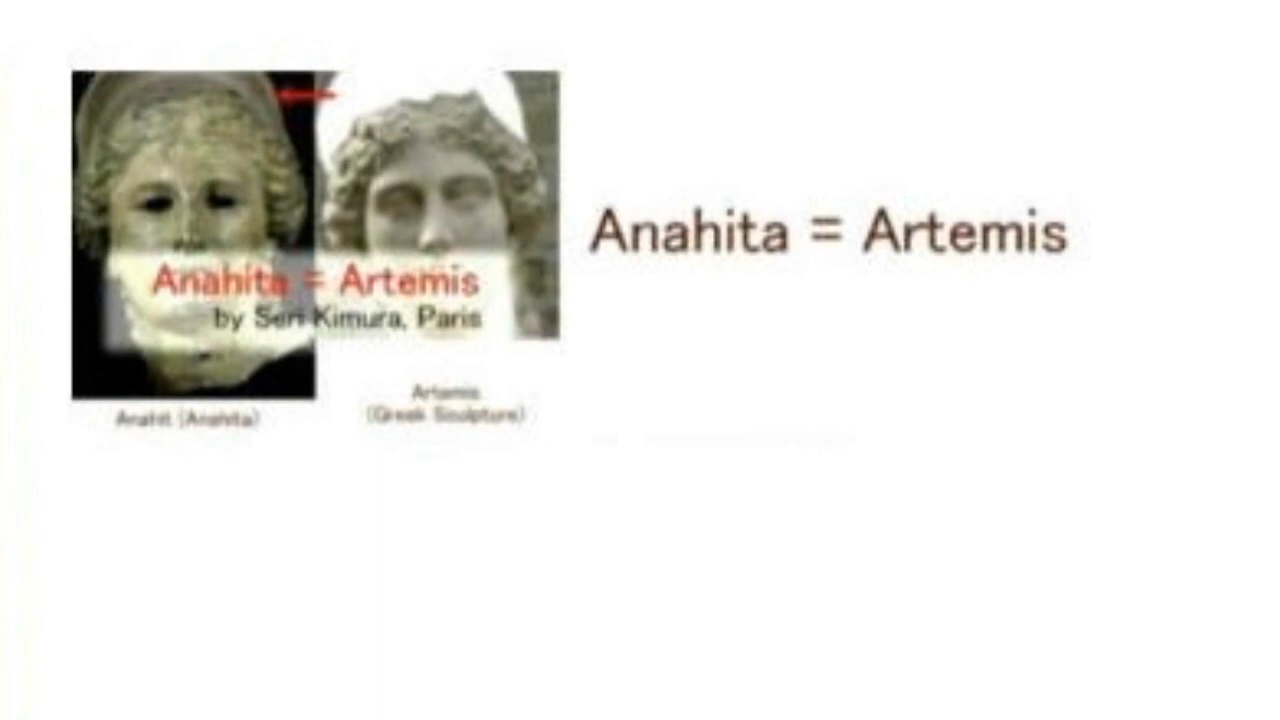 Anahita = Artemis
by Seri Kimura, Paris
Anahit (Anahita)
Artemis
(Greek Sculpture)
Anahita = Artemis